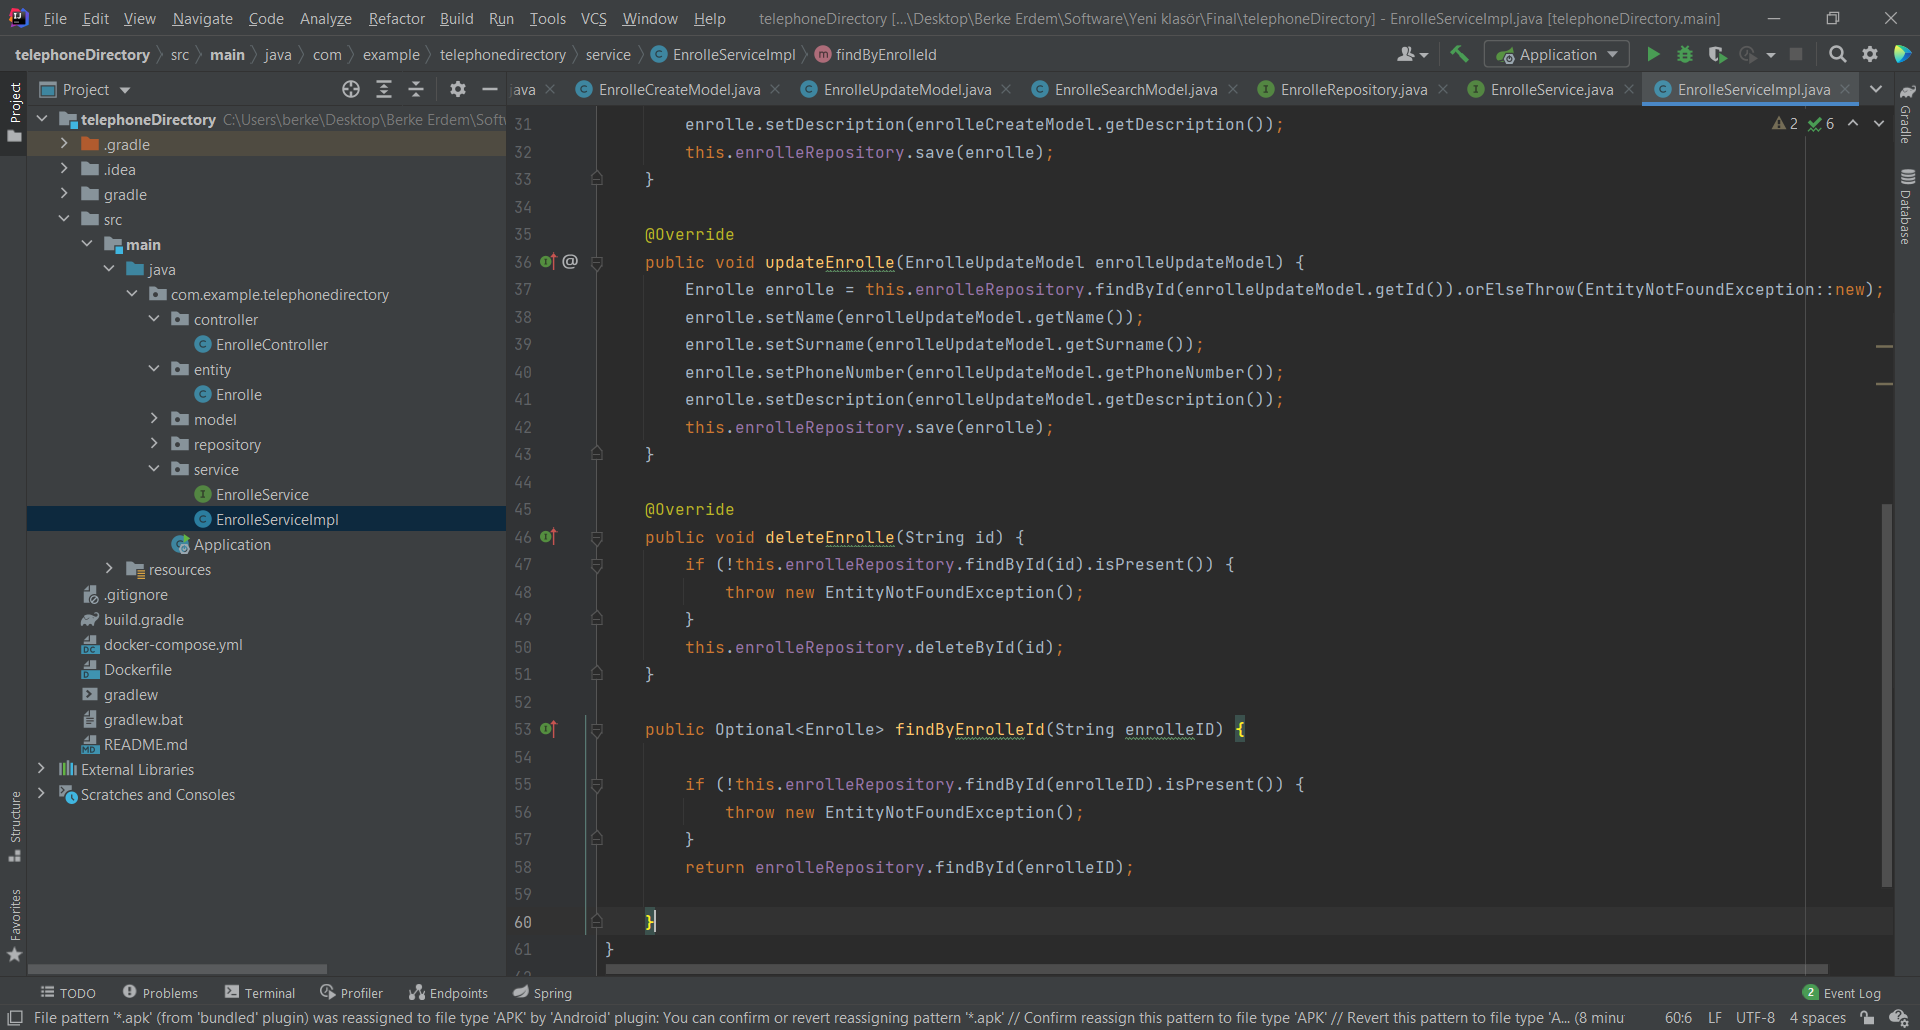 File Edit View Navigate Code Analyze Refactor Build Run Tools VCS Window Help telephoneDirectory [...\Desktop\Berke Erdem\Software\Yeni klasör\Final\telephoneDirectory] - EnrolleServiceImpl.java [telephoneDirectory.main]
telephoneDirectory src main java com example telephonedirectory service EnrolleServiceImpl findByEnrolleId Application
Project
java EnrolleCreateModel.java EnrolleUpdateModel.java EnrolleSearchModel.java EnrolleRepository.java EnrolleService.java EnrolleServiceImpl.java
Project
Structure
Favorites
Gradle
Database
telephoneDirectory C:\Users\berke\Desktop\Berke Erdem\Softw
.gradle
.idea
gradle
src
main
java
com.example.telephonedirectory
controller
EnrolleController
entity
Enrolle
model
repository
service
EnrolleService
EnrolleServiceImpl
Application
resources
.gitignore
build.gradle
docker-compose.yml
Dockerfile
gradlew
gradlew.bat
README.md
External Libraries
Scratches and Consoles
2 6
31 enrolle.setDescription(enrolleCreateModel.getDescription());
32 this.enrolleRepository.save(enrolle);
33 }
34
35 @Override
36 @ public void updateEnrolle(EnrolleUpdateModel enrolleUpdateModel) {
37 Enrolle enrolle = this.enrolleRepository.findById(enrolleUpdateModel.getId()).orElseThrow(EntityNotFoundException::new);
38 enrolle.setName(enrolleUpdateModel.getName());
39 enrolle.setSurname(enrolleUpdateModel.getSurname());
40 enrolle.setPhoneNumber(enrolleUpdateModel.getPhoneNumber());
41 enrolle.setDescription(enrolleUpdateModel.getDescription());
42 this.enrolleRepository.save(enrolle);
43 }
44
45 @Override
46 public void deleteEnrolle(String id) {
47 if (!this.enrolleRepository.findById(id).isPresent()) {
48 throw new EntityNotFoundException();
49 }
50 this.enrolleRepository.deleteById(id);
51 }
52
53 public Optional<Enrolle> findByEnrolleId(String enrolleID) {
54
55 if (!this.enrolleRepository.findById(enrolleID).isPresent()) {
56 throw new EntityNotFoundException();
57 }
58 return enrolleRepository.findById(enrolleID);
59
60 }
61 }
TODO Problems Terminal Profiler Endpoints Spring 2 Event Log
File pattern '*.apk' (from 'bundled' plugin) was reassigned to file type 'APK' by 'Android' plugin: You can confirm or revert reassigning pattern '*.apk' // Confirm reassign this pattern to file type 'APK' // Revert this pattern to file type 'A... (8 minu 60:6 LF UTF-8 4 spaces